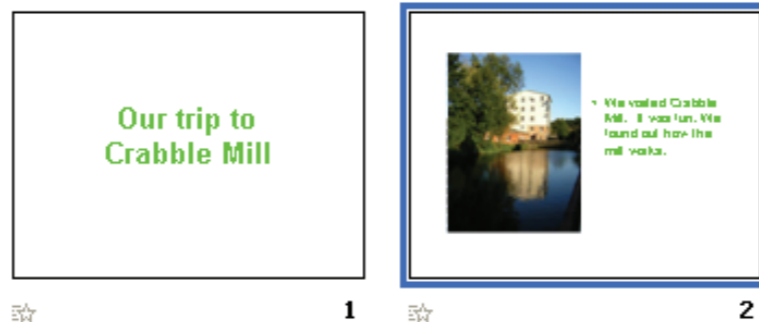 Our trip to
Crabble Mill
• We visited Crabble
Mill. It was fun. We
found out how the
mill works.
1
2